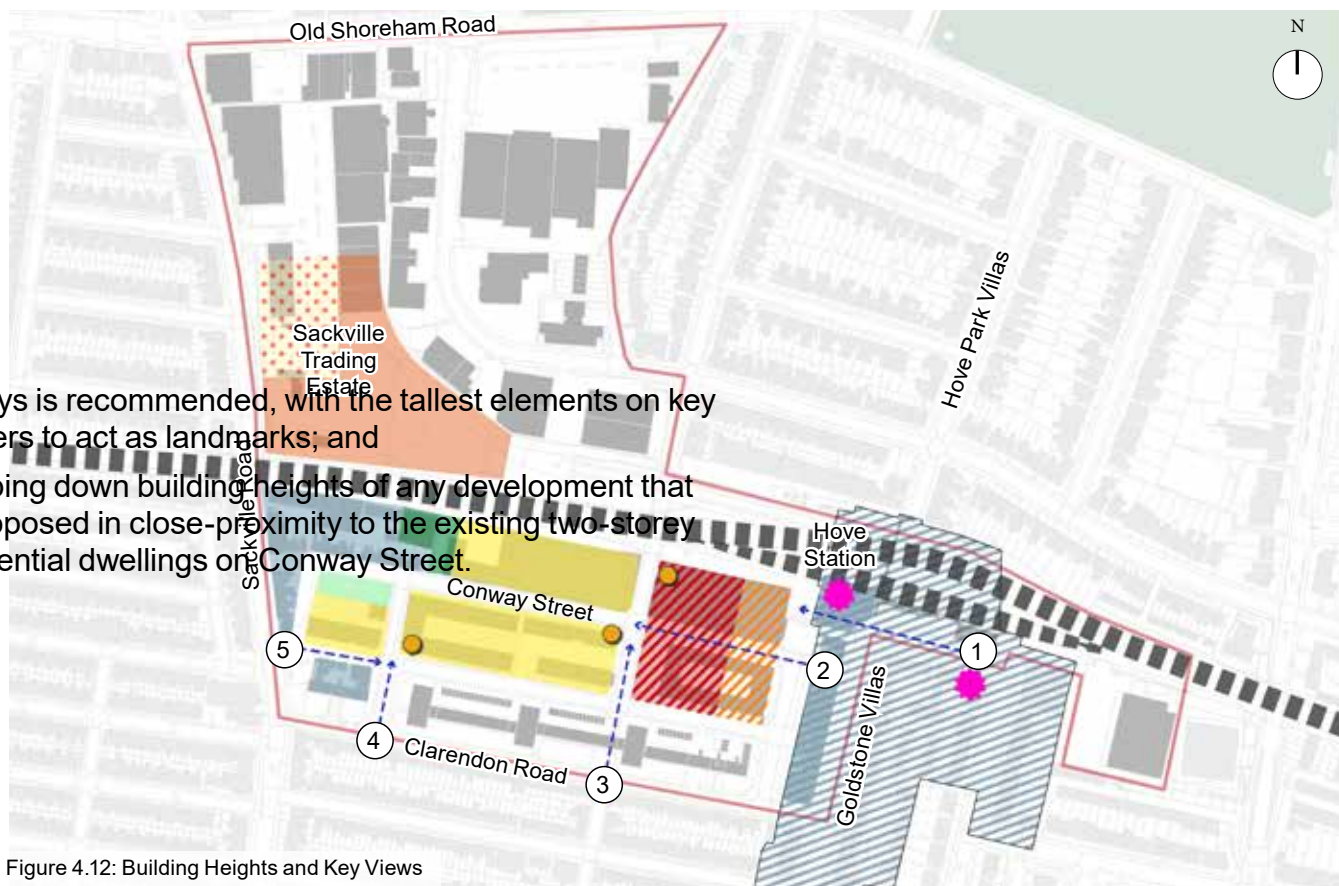 Old Shoreham Road
N
Hove Park Villas
Sackville
Trading
Estate
ys is recommended, with the tallest elements on key
ers to act as landmarks; and
ping down building heights of any development that
posed in close-proximity to the existing two-storey
ential dwellings on Conway Street.
Sackville Road
Hove
Station
Conway Street
1
2
3
4
5
Goldstone Villas
Clarendon Road
Figure 4.12: Building Heights and Key Views